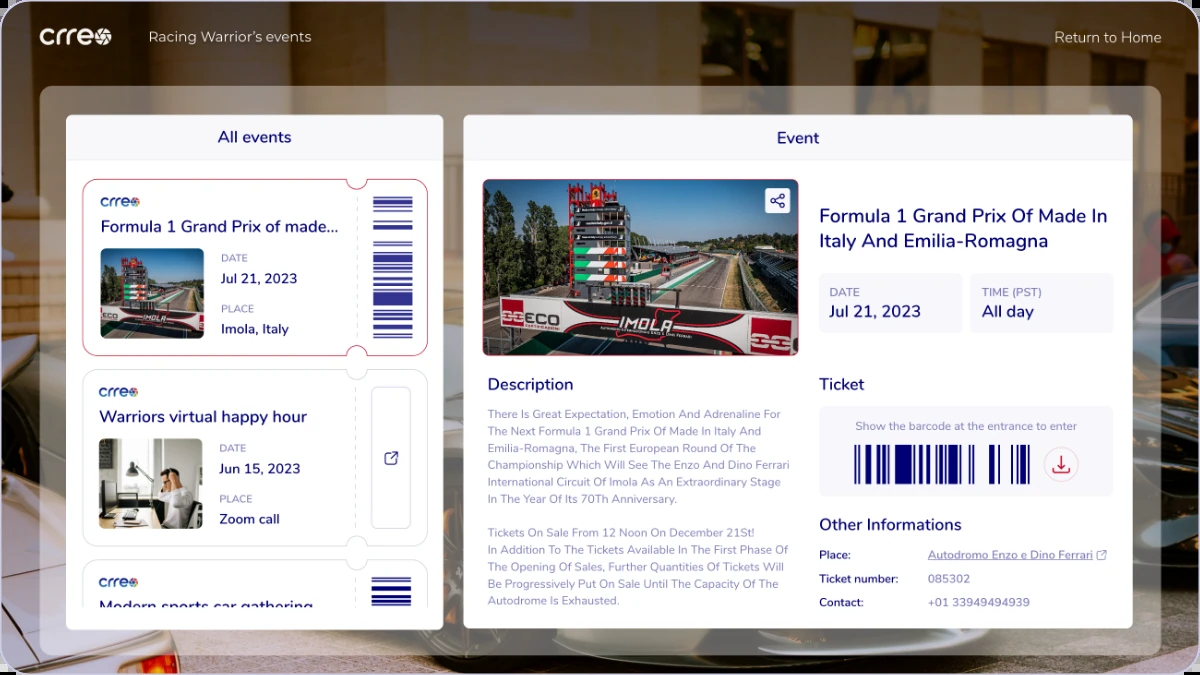 crreo
Racing Warrior's events
Return to Home
All events
crreo
Formula 1 Grand Prix of made...
DATE
Jul 21, 2023
PLACE
Imola, Italy
crreo
Warriors virtual happy hour
DATE
Jun 15, 2023
PLACE
Zoom call
crreo
Modern sports car gathering
Event
ECO
IMOLA
Formula 1 Grand Prix Of Made In
Italy And Emilia-Romagna
DATE
Jul 21, 2023
TIME (PST)
All day
Description
There Is Great Expectation, Emotion And Adrenaline For
The Next Formula 1 Grand Prix Of Made In Italy And
Emilia-Romagna, The First European Round Of The
Championship Which Will See The Enzo And Dino Ferrari
International Circuit Of Imola As An Extraordinary Stage
In The Year Of Its 70Th Anniversary.
Tickets On Sale From 12 Noon On December 21St!
In Addition To The Tickets Available In The First Phase Of
The Opening Of Sales, Further Quantities Of Tickets Will
Be Progressively Put On Sale Until The Capacity Of The
Autodrome Is Exhausted.
Ticket
Show the barcode at the entrance to enter
Other Informations
Place: Autodromo Enzo e Dino Ferrari
Ticket number: 085302
Contact: +01 33949494939